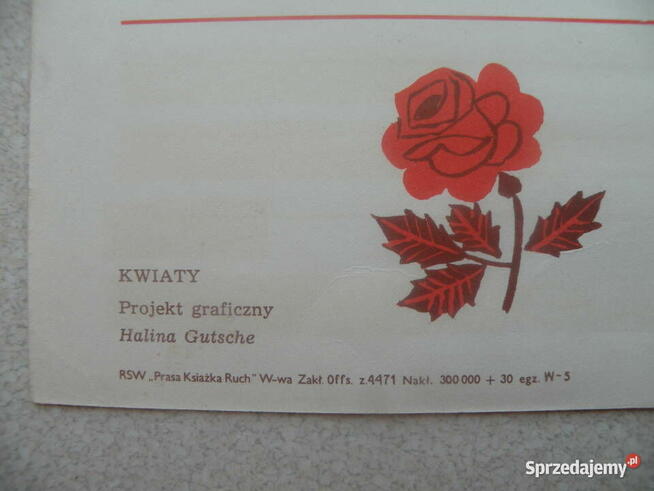 KWIATY
Projekt graficzny
Halina Gutsche
RSW „Prasa Książka Ruch" W-wa Zakł. Offs. z.4471 Nakł. 300 000 + 30 egz. W-5
Sprzedajemy.pl